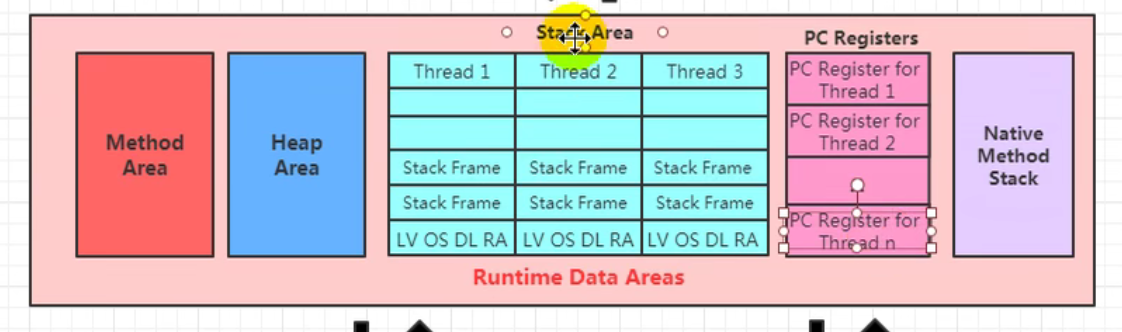 Stack Area
PC Registers
Method
Area
Heap
Area
Thread 1 Thread 2 Thread 3
Stack Frame Stack Frame Stack Frame
Stack Frame Stack Frame Stack Frame
LV OS DL RA LV OS DL RA LV OS DL RA
PC Register for
Thread 1
PC Register for
Thread 2
PC Register for
Thread n
Native
Method
Stack
Runtime Data Areas